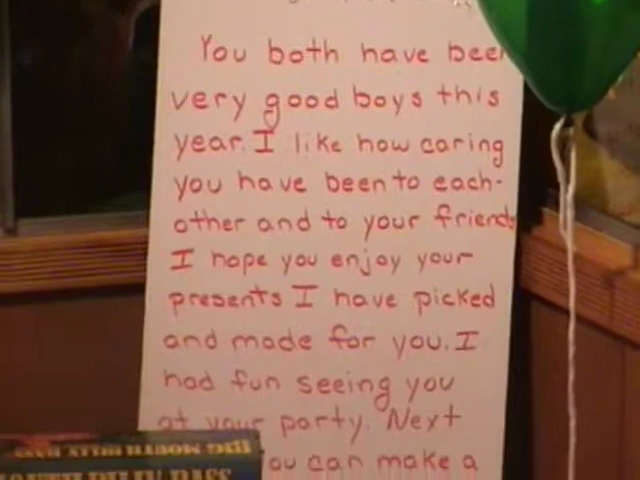 You both have been
very good boys this
year. I like how caring
you have been to each-
other and to your friends
I hope you enjoy your
presents I have picked
and made for you. I
had fun seeing you
at your party. Next
ou can make a
BIG MOUTH BILLY BASS